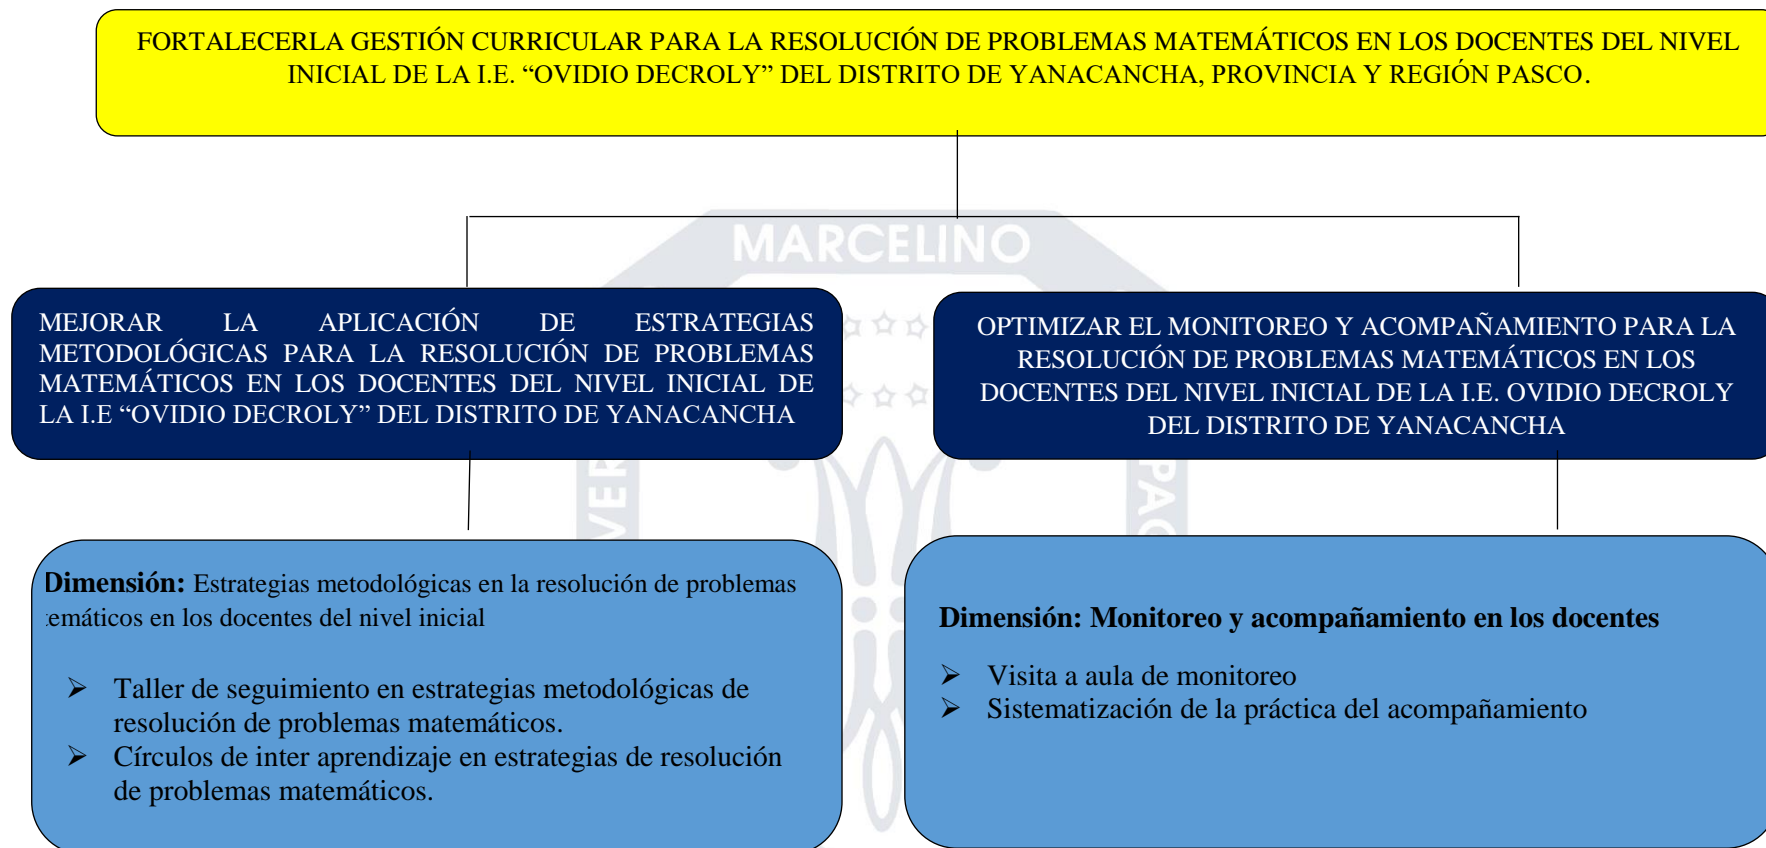 FORTALECERLA GESTIÓN CURRICULAR PARA LA RESOLUCIÓN DE PROBLEMAS MATEMÁTICOS EN LOS DOCENTES DEL NIVEL
INICIAL DE LA I.E. “OVIDIO DECROLY” DEL DISTRITO DE YANACANCHA, PROVINCIA Y REGIÓN PASCO.
MARCELINO
MEJORAR LA APLICACIÓN DE ESTRATEGIAS
METODOLÓGICAS PARA LA RESOLUCIÓN DE PROBLEMAS
MATEMÁTICOS EN LOS DOCENTES DEL NIVEL INICIAL DE
LA I.E “OVIDIO DECROLY” DEL DISTRITO DE YANACANCHA
OPTIMIZAR EL MONITOREO Y ACOMPAÑAMIENTO PARA LA
RESOLUCIÓN DE PROBLEMAS MATEMÁTICOS EN LOS
DOCENTES DEL NIVEL INICIAL DE LA I.E. OVIDIO DECROLY
DEL DISTRITO DE YANACANCHA
VER
PAG
Dimensión: Estrategias metodológicas en la resolución de problemas
temáticos en los docentes del nivel inicial
➢ Taller de seguimiento en estrategias metodológicas de
resolución de problemas matemáticos.
➢ Círculos de inter aprendizaje en estrategias de resolución
de problemas matemáticos.
Dimensión: Monitoreo y acompañamiento en los docentes
➢ Visita a aula de monitoreo
➢ Sistematización de la práctica del acompañamiento